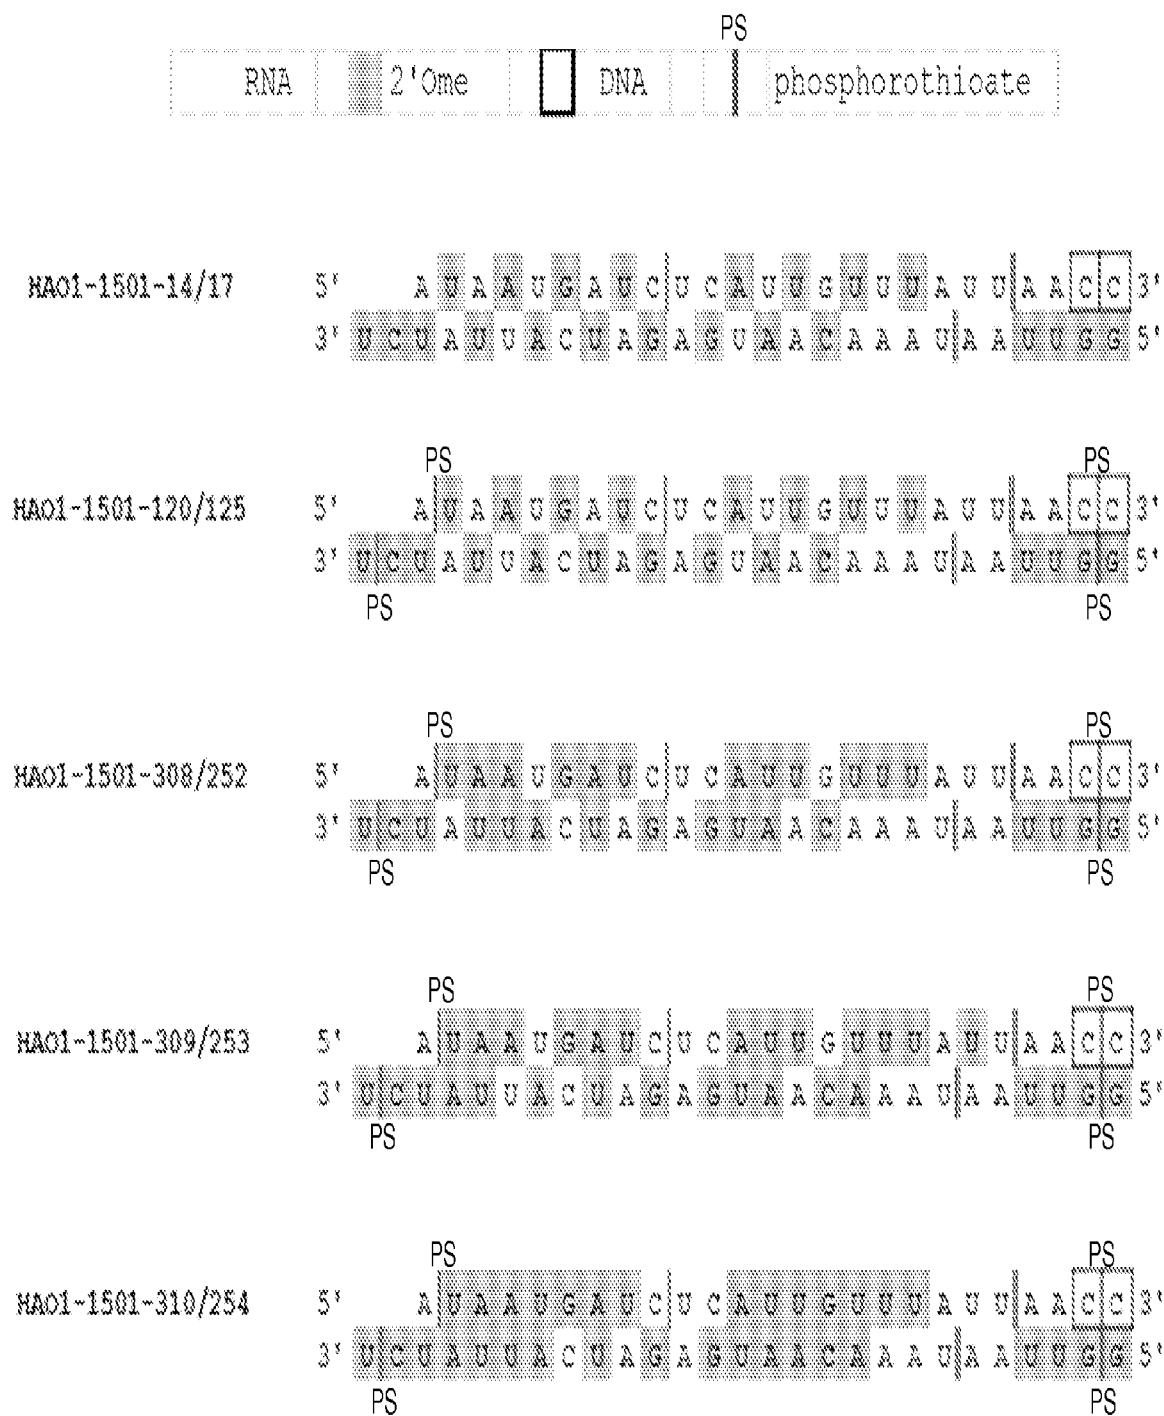 PS
RNA 2'Ome DNA phosphorothioate
HAO1-1501-14/17 5' A U A A U G A U C U C A U U G U U U A U U A A C C 3'
3' U C U A U U A C U A G A G U A A C A A A U A A U U G G 5'
PS PS
HAO1-1501-120/125 5' A U A A U G A U C U C A U U G U U U A U U A A C C 3'
3' U C U A U U A C U A G A G U A A C A A A U A A U U G G 5'
PS PS
PS PS
HAO1-1501-308/252 5' A U A A U G A U C U C A U U G U U U A U U A A C C 3'
3' U C U A U U A C U A G A G U A A C A A A U A A U U G G 5'
PS PS
PS PS
HAO1-1501-309/253 5' A U A A U G A U C U C A U U G U U U A U U A A C C 3'
3' U C U A U U A C U A G A G U A A C A A A U A A U U G G 5'
PS PS
PS PS
HAO1-1501-310/254 5' A U A A U G A U C U C A U U G U U U A U U A A C C 3'
3' U C U A U U A C U A G A G U A A C A A A U A A U U G G 5'
PS PS